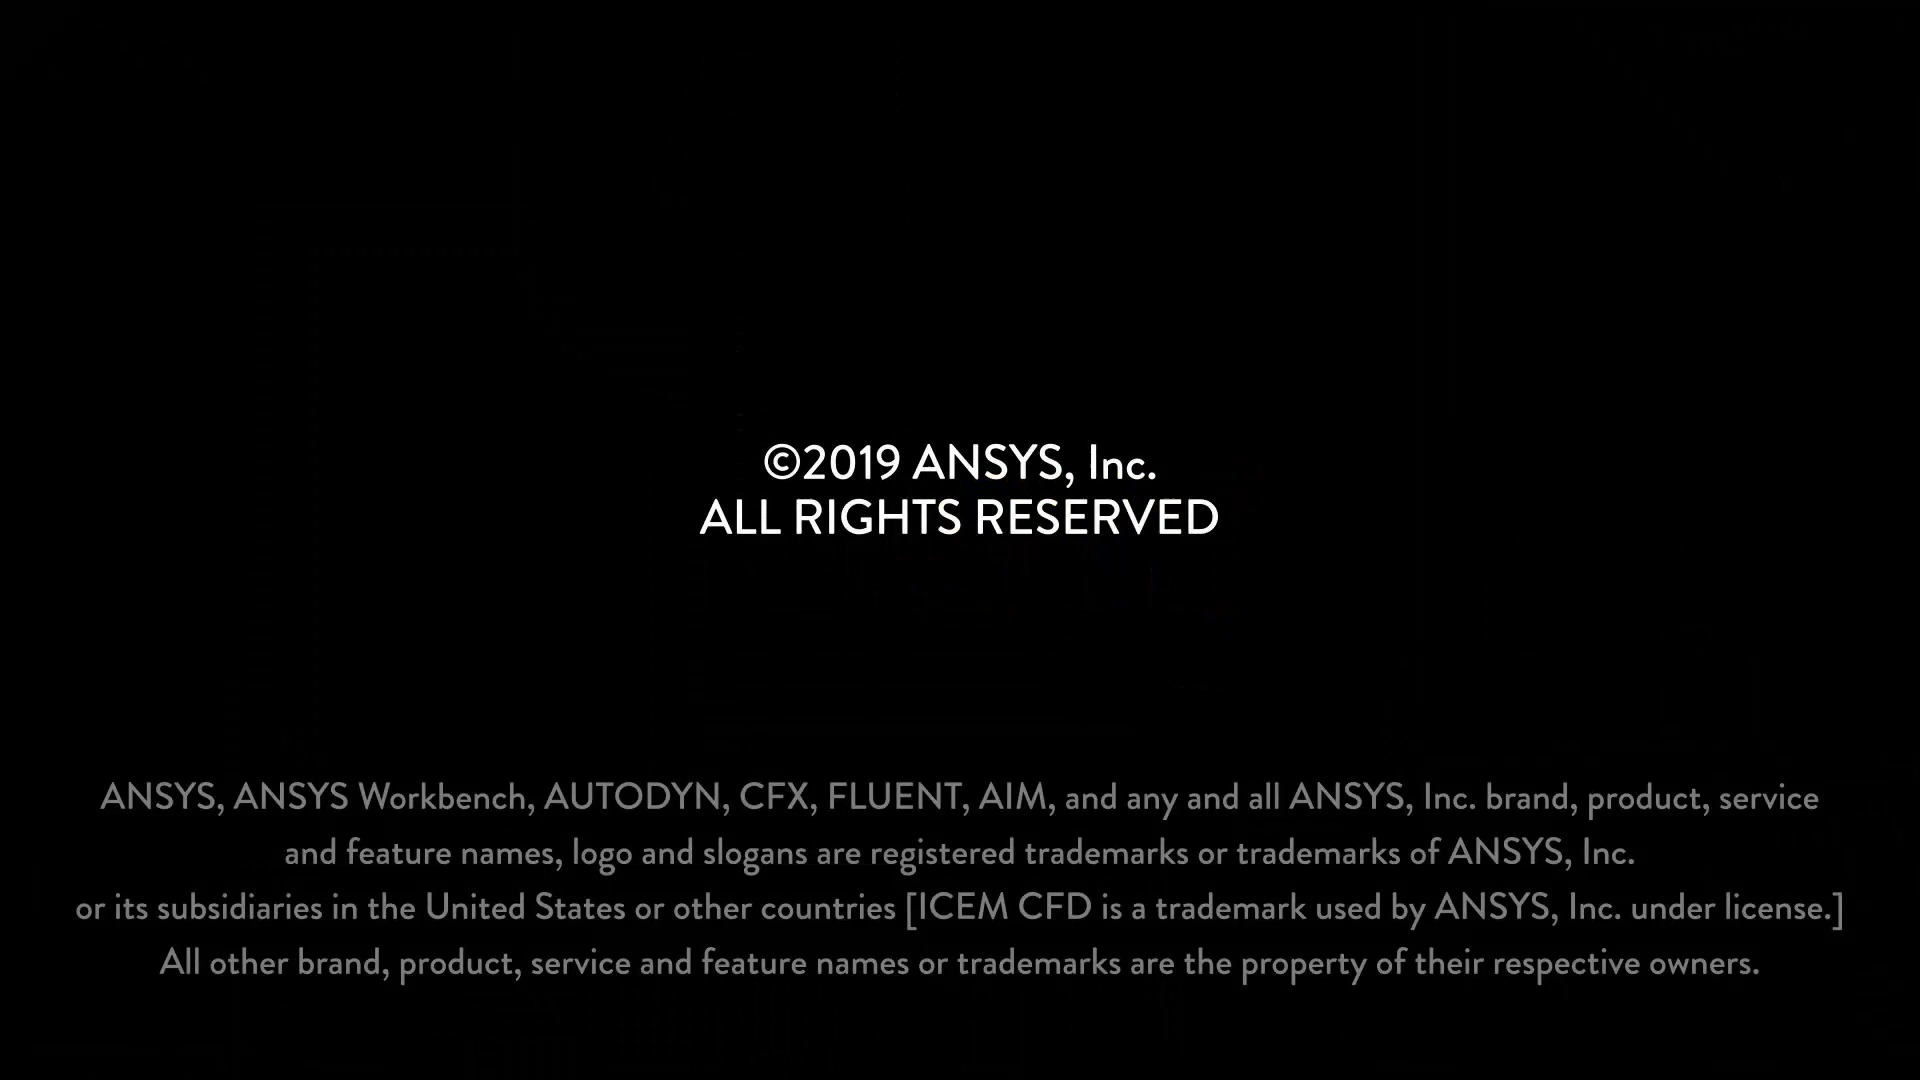 ©2019 ANSYS, Inc.
ALL RIGHTS RESERVED
ANSYS, ANSYS Workbench, AUTODYN, CFX, FLUENT, AIM, and any and all ANSYS, Inc. brand, product, service
and feature names, logo and slogans are registered trademarks or trademarks of ANSYS, Inc.
or its subsidiaries in the United States or other countries [ICEM CFD is a trademark used by ANSYS, Inc. under license.]
All other brand, product, service and feature names or trademarks are the property of their respective owners.